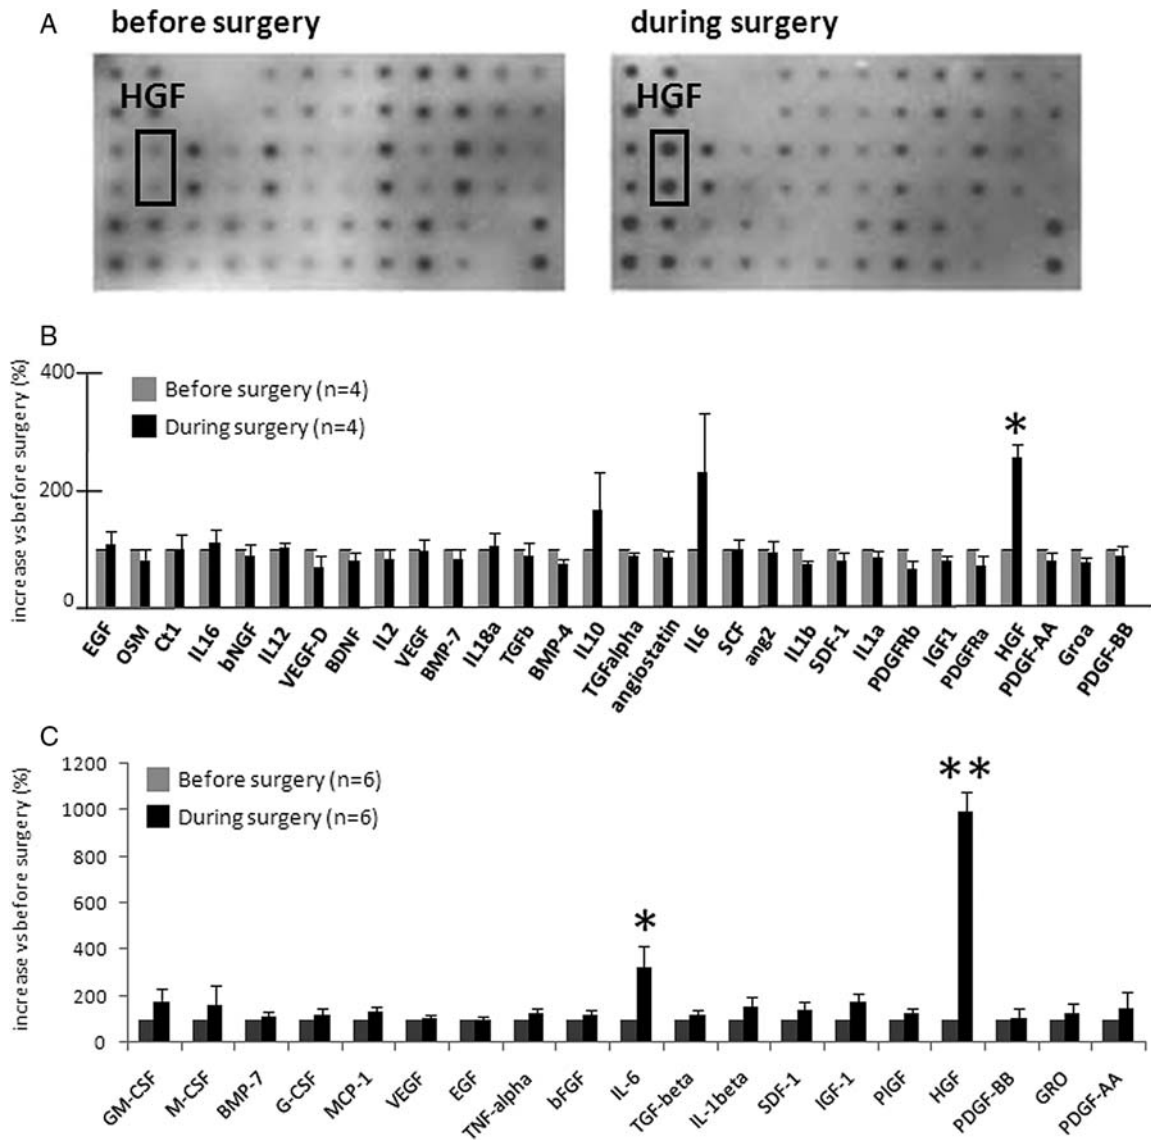 A
before surgery
during surgery
HGF
HGF
B
increase vs before surgery (%)
400
200
0
Before surgery (n=4)
During surgery (n=4)
*
EGF
OSM
Ct1
IL16
bNGF
IL12
VEGF-D
BDNF
IL2
VEGF
BMP-7
IL18a
TGFb
BMP-4
IL10
TGFalpha
angiostatin
IL6
SCF
ang2
IL1b
SDF-1
IL1a
PDGFRb
IGF1
PDGFRa
HGF
PDGF-AA
Groa
PDGF-BB
C
increase vs before surgery (%)
1200
1000
800
600
400
200
0
Before surgery (n=6)
During surgery (n=6)
*
**
GM-CSF
M-CSF
BMP-7
G-CSF
MCP-1
VEGF
EGF
TNF-alpha
bFGF
IL-6
TGF-beta
IL-1beta
SDF-1
IGF-1
PlGF
HGF
PDGF-BB
GRO
PDGF-AA